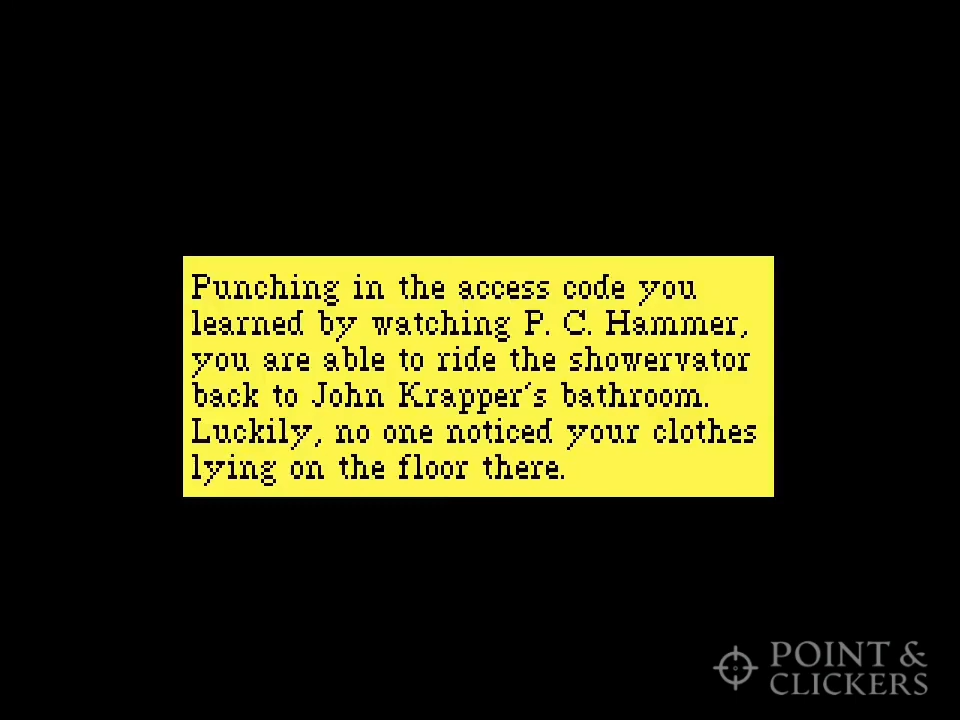 Punching in the access code you
learned by watching P. C. Hammer,
you are able to ride the showervator
back to John Krapper's bathroom.
Luckily, no one noticed your clothes
lying on the floor there.
POINT &
CLICKERS